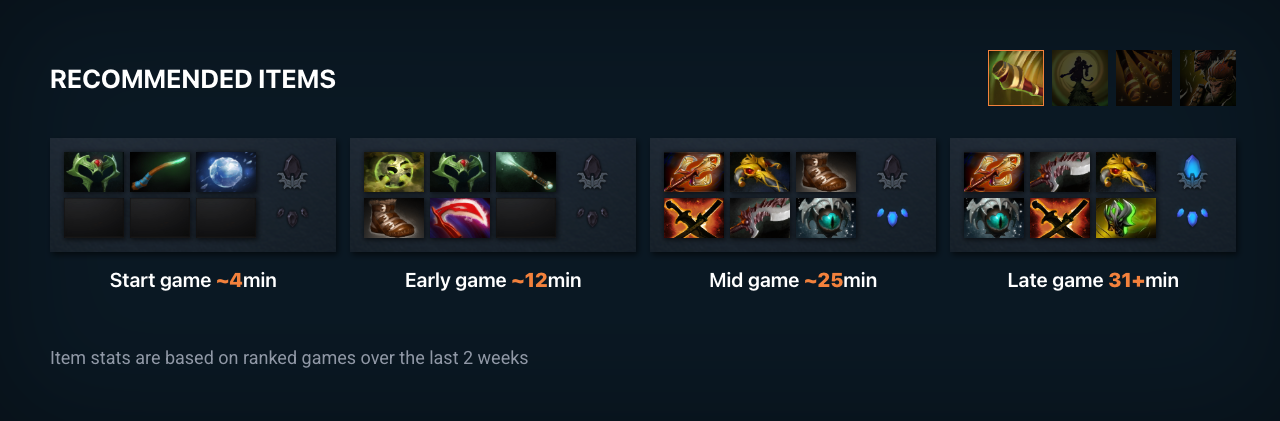 RECOMMENDED ITEMS
Start game ~4min
Early game ~12min
Mid game ~25min
Late game 31+min
Item stats are based on ranked games over the last 2 weeks